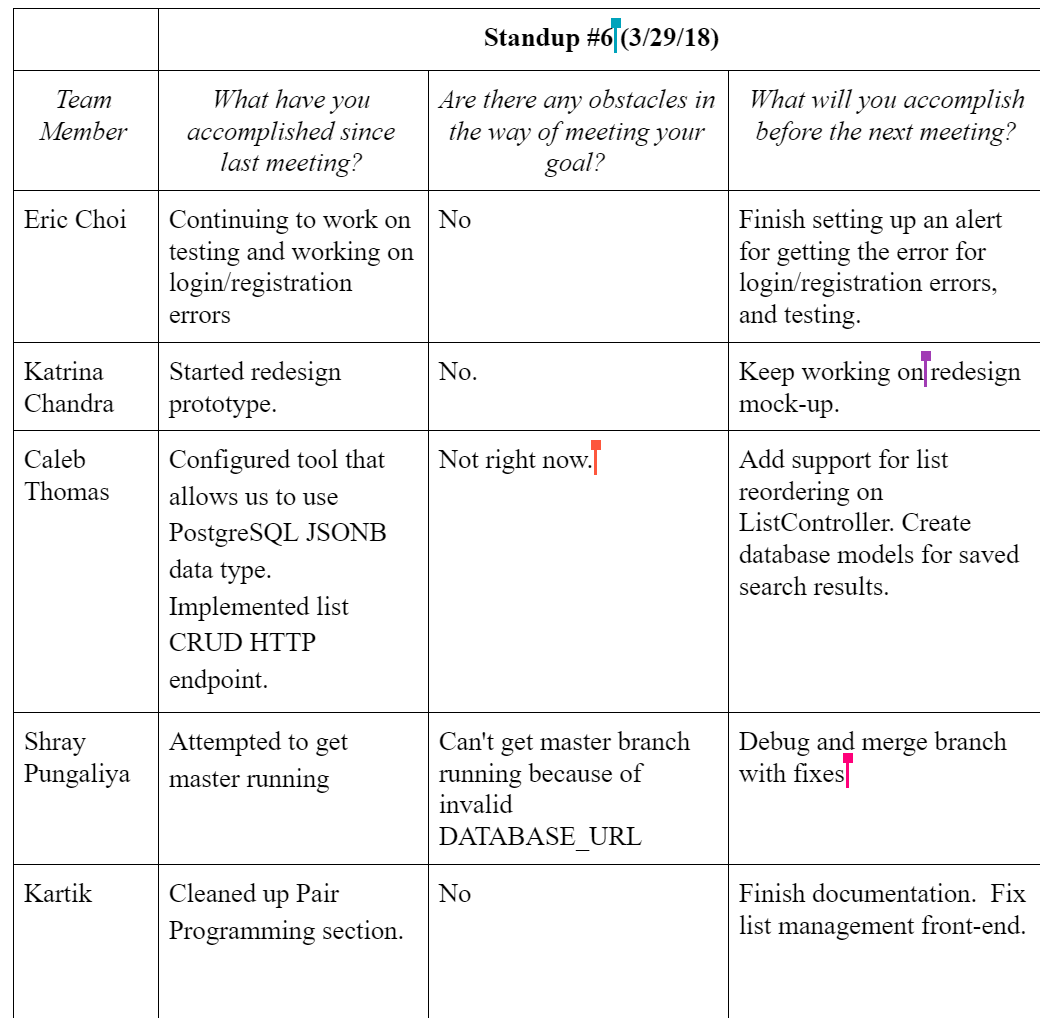 Standup #6 (3/29/18)
Team
Member
What have you
accomplished since
last meeting?
Are there any obstacles in
the way of meeting your
goal?
What will you accomplish
before the next meeting?
Eric Choi
Continuing to work on
testing and working on
login/registration
errors
No
Finish setting up an alert
for getting the error for
login/registration errors,
and testing.
Katrina
Chandra
Started redesign
prototype.
No.
Keep working on redesign
mock-up.
Caleb
Thomas
Configured tool that
allows us to use
PostgreSQL JSONB
data type.
Implemented list
CRUD HTTP
endpoint.
Not right now.
Add support for list
reordering on
ListController. Create
database models for saved
search results.
Shray
Pungaliya
Attempted to get
master running
Can't get master branch
running because of
invalid
DATABASE_URL
Debug and merge branch
with fixes
Kartik
Cleaned up Pair
Programming section.
No
Finish documentation.  Fix
list management front-end.